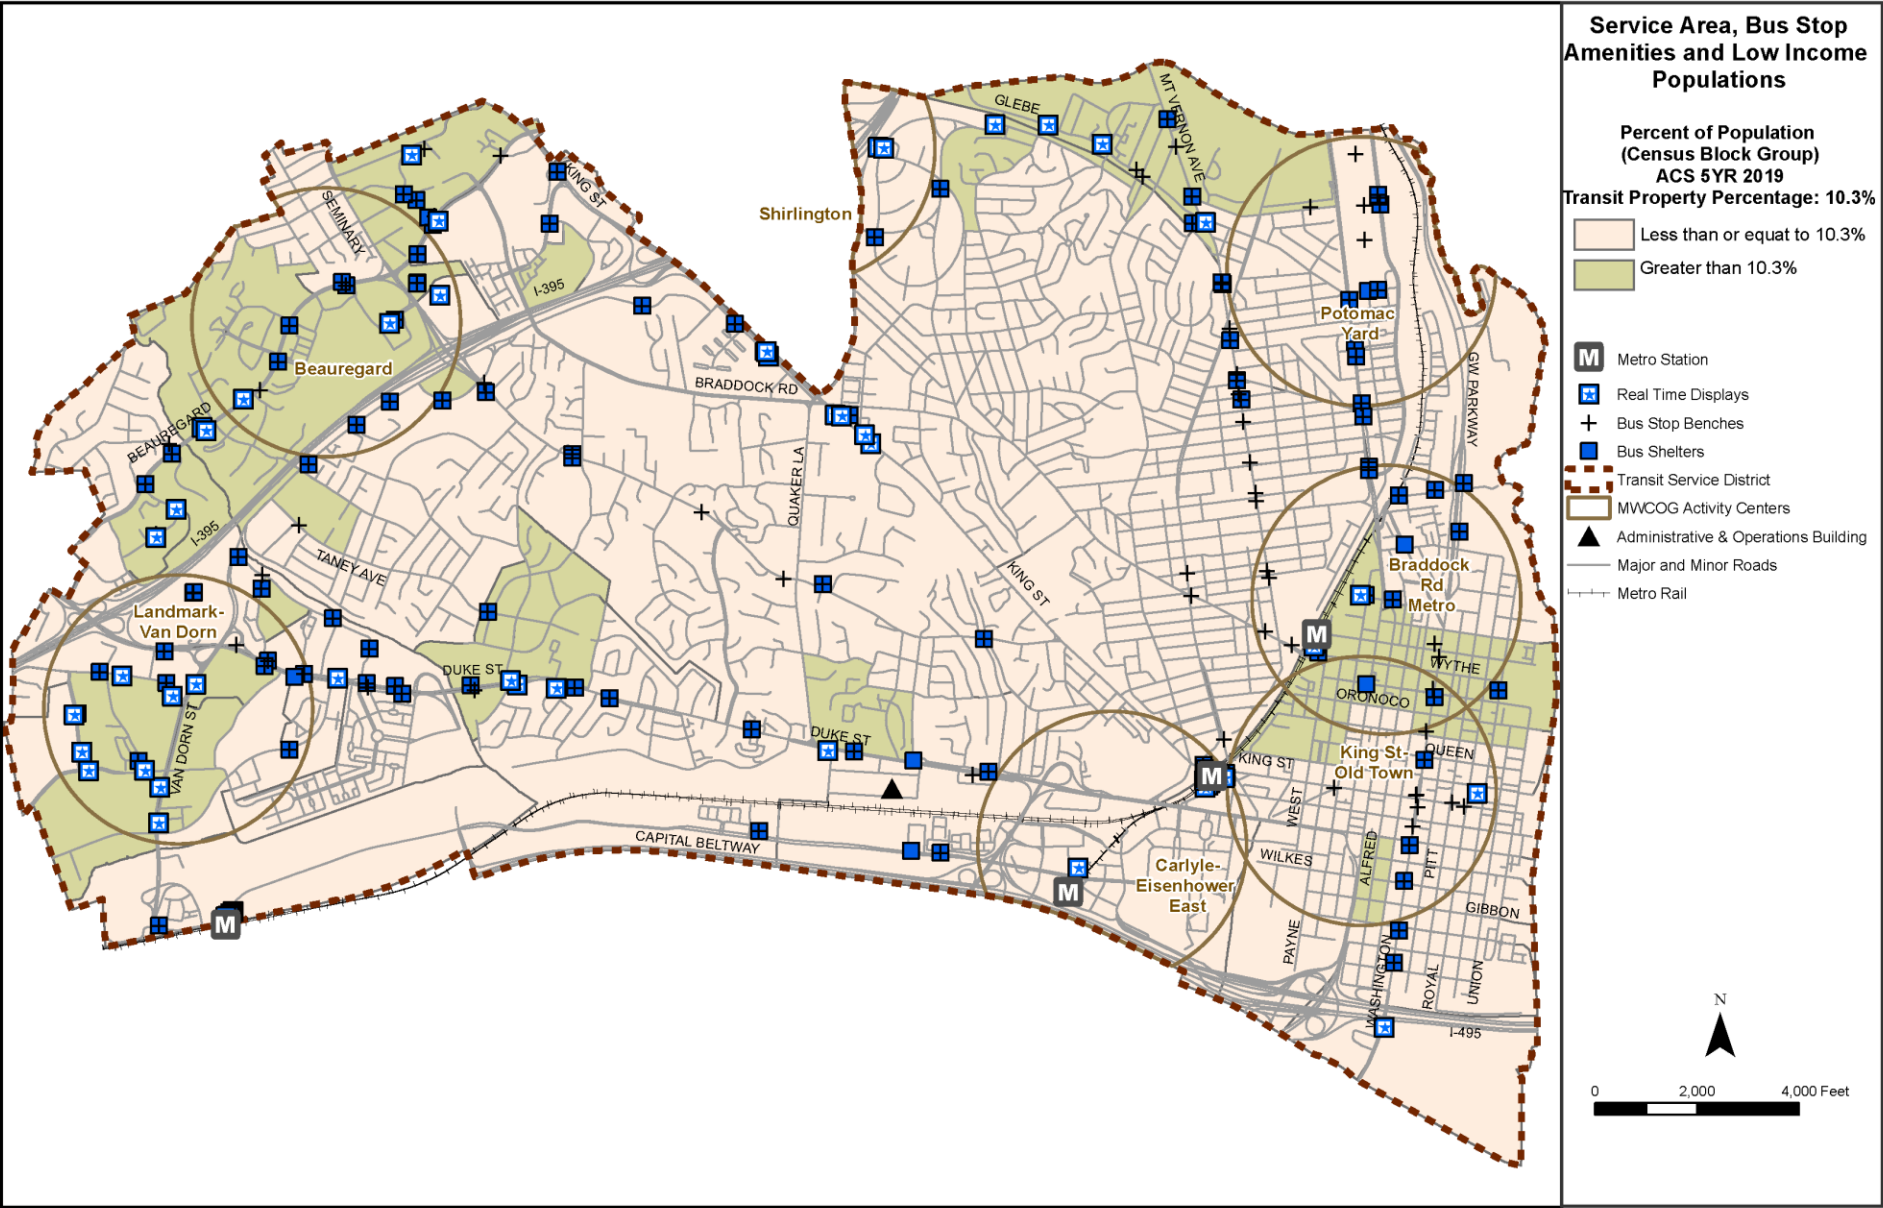 Service Area, Bus Stop
Amenities and Low Income
Populations
Percent of Population
(Census Block Group)
ACS 5YR 2019
Transit Property Percentage: 10.3%
Less than or equat to 10.3%
Greater than 10.3%
M Metro Station
Real Time Displays
Bus Stop Benches
Bus Shelters
Transit Service District
MWCOG Activity Centers
Administrative & Operations Building
Major and Minor Roads
Metro Rail
N
0 2,000 4,000 Feet
GLEBE
MT VERNON AVE
KING ST
SEMINARY
Shirlington
I-395
Potomac
Yard
Beauregard
BRADDOCK RD
GW PARKWAY
BEAUREGARD
QUAKER LA
I-395
TANEY AVE
KING ST
Braddock
Rd
Metro
Landmark-
Van Dorn
M
WYTHE
DUKE ST
ORONOCO
VAN DORN ST
DUKE ST
QUEEN
KING ST
King St-
Old Town
M
WEST
CAPITAL BELTWAY
WILKES
ALFRED
PITT
Carlyle-
Eisenhower
East
M
GIBBON
M
PAYNE
WASHINGTON
ROYAL
UNION
I-495